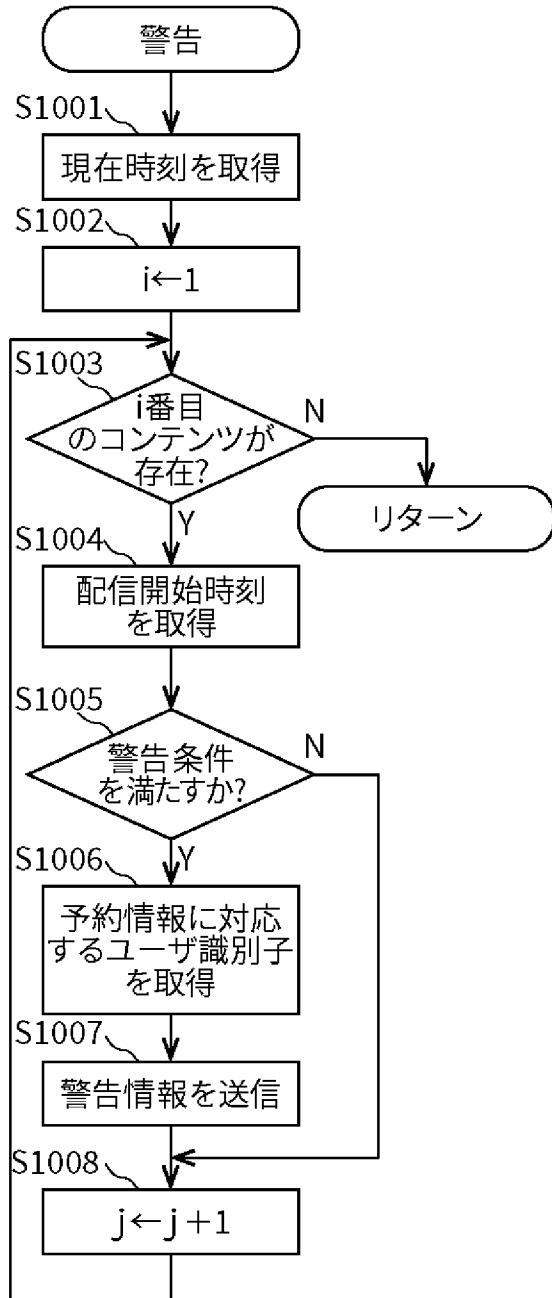 警告
S1001
現在時刻を取得
S1002
i←1
S1003
i番目
のコンテンツが
存在?
N
リターン
Y
S1004
配信開始時刻
を取得
S1005
警告条件
を満たすか?
N
Y
S1006
予約情報に対応
するユーザ識別子
を取得
S1007
警告情報を送信
S1008
j←j+1